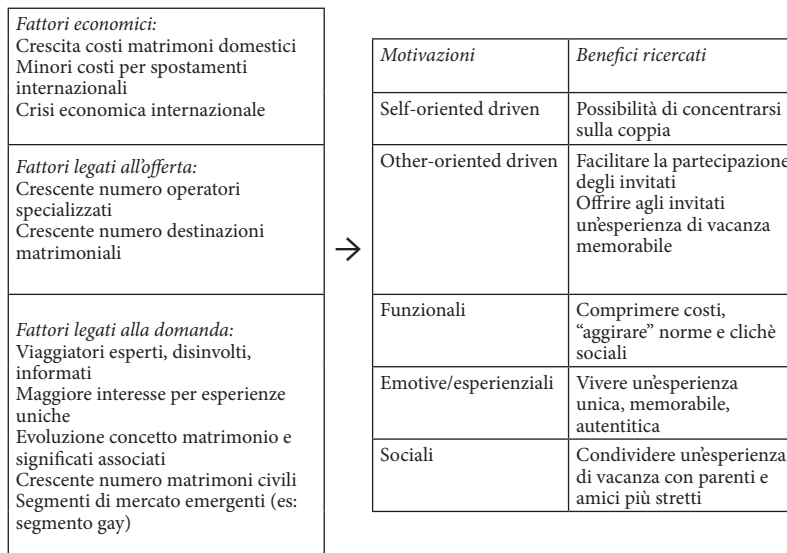 Fattori economici:
Crescita costi matrimoni domestici
Minori costi per spostamenti
internazionali
Crisi economica internazionale
Fattori legati all'offerta:
Crescente numero operatori
specializzati
Crescente numero destinazioni
matrimoniali
Fattori legati alla domanda:
Viaggiatori esperti, disinvolti,
informati
Maggiore interesse per esperienze
uniche
Evoluzione concetto matrimonio e
significati associati
Crescente numero matrimoni civili
Segmenti di mercato emergenti (es:
segmento gay)
→
Motivazioni
Benefici ricercati
Self-oriented driven
Possibilità di concentrarsi
sulla coppia
Other-oriented driven
Facilitare la partecipazione
degli invitati
Offrire agli invitati
un'esperienza di vacanza
memorabile
Funzionali
Comprimere costi,
“aggirare” norme e clichè
sociali
Emotive/esperienziali
Vivere un'esperienza
unica, memorabile,
autentitica
Sociali
Condividere un'esperienza
di vacanza con parenti e
amici più stretti